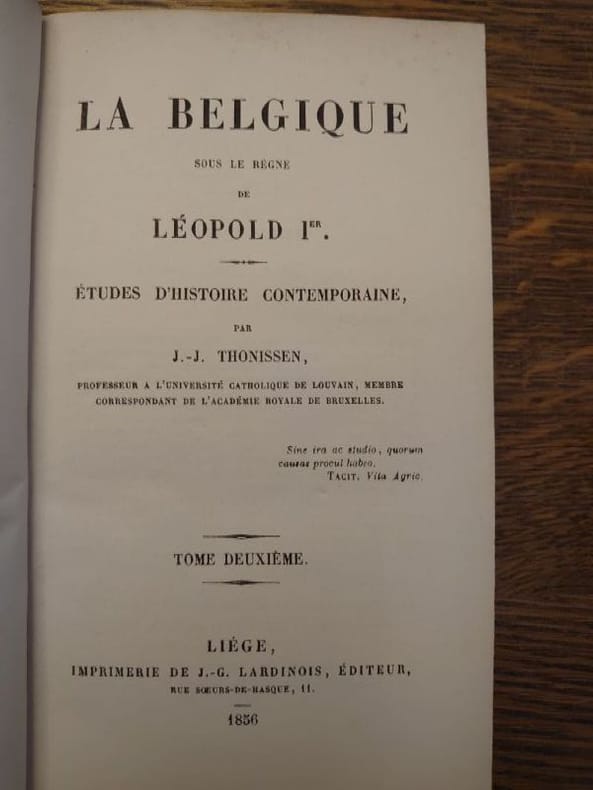 LA BELGIQUE
SOUS LE RÈGNE
DE
LÉOPOLD IER.
ÉTUDES D'HISTOIRE CONTEMPORAINE,
PAR
J.-J. THONISSEN,
PROFESSEUR A L'UNIVERSITÉ CATHOLIQUE DE LOUVAIN, MEMBRE
CORRESPONDANT DE L'ACADÉMIE ROYALE DE BRUXELLES.
Sine ira ac studio, quorum
causas procul habeo.
TACIT. Vita Agric.
TOME DEUXIÈME.
LIÉGE,
IMPRIMERIE DE J.-G. LARDINOIS, ÉDITEUR,
RUE SŒURS-DE-HASQUE, 11.
1856